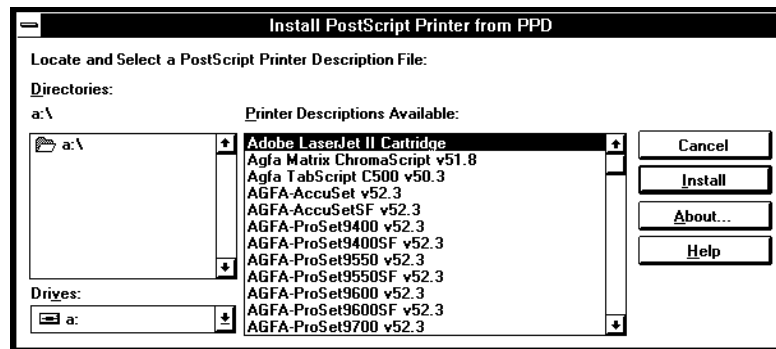 Install PostScript Printer from PPD
Locate and Select a PostScript Printer Description File:
Directories:
a:\
Printer Descriptions Available:
a:\
Adobe LaserJet II Cartridge
Agfa Matrix ChromaScript v51.8
Agfa TabScript C500 v50.3
AGFA-AccuSet v52.3
AGFA-AccuSetSF v52.3
AGFA-ProSet9400 v52.3
AGFA-ProSet9400SF v52.3
AGFA-ProSet9550 v52.3
AGFA-ProSet9550SF v52.3
AGFA-ProSet9600 v52.3
AGFA-ProSet9600SF v52.3
AGFA-ProSet9700 v52.3
Drives:
a:
Cancel
Install
About...
Help